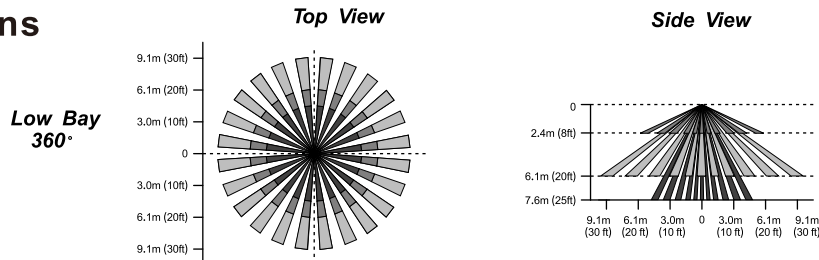 ns
Top View
Side View
Low Bay
360°
9.1m (30ft)
6.1m (20ft)
3.0m (10ft)
0
3.0m (10ft)
6.1m (20ft)
9.1m (30ft)
0
2.4m (8ft)
6.1m (20ft)
7.6m (25ft)
9.1m 6.1m 3.0m 0 3.0m 6.1m 9.1m
(30 ft) (20 ft) (10 ft) (10 ft) (20 ft) (30 ft)